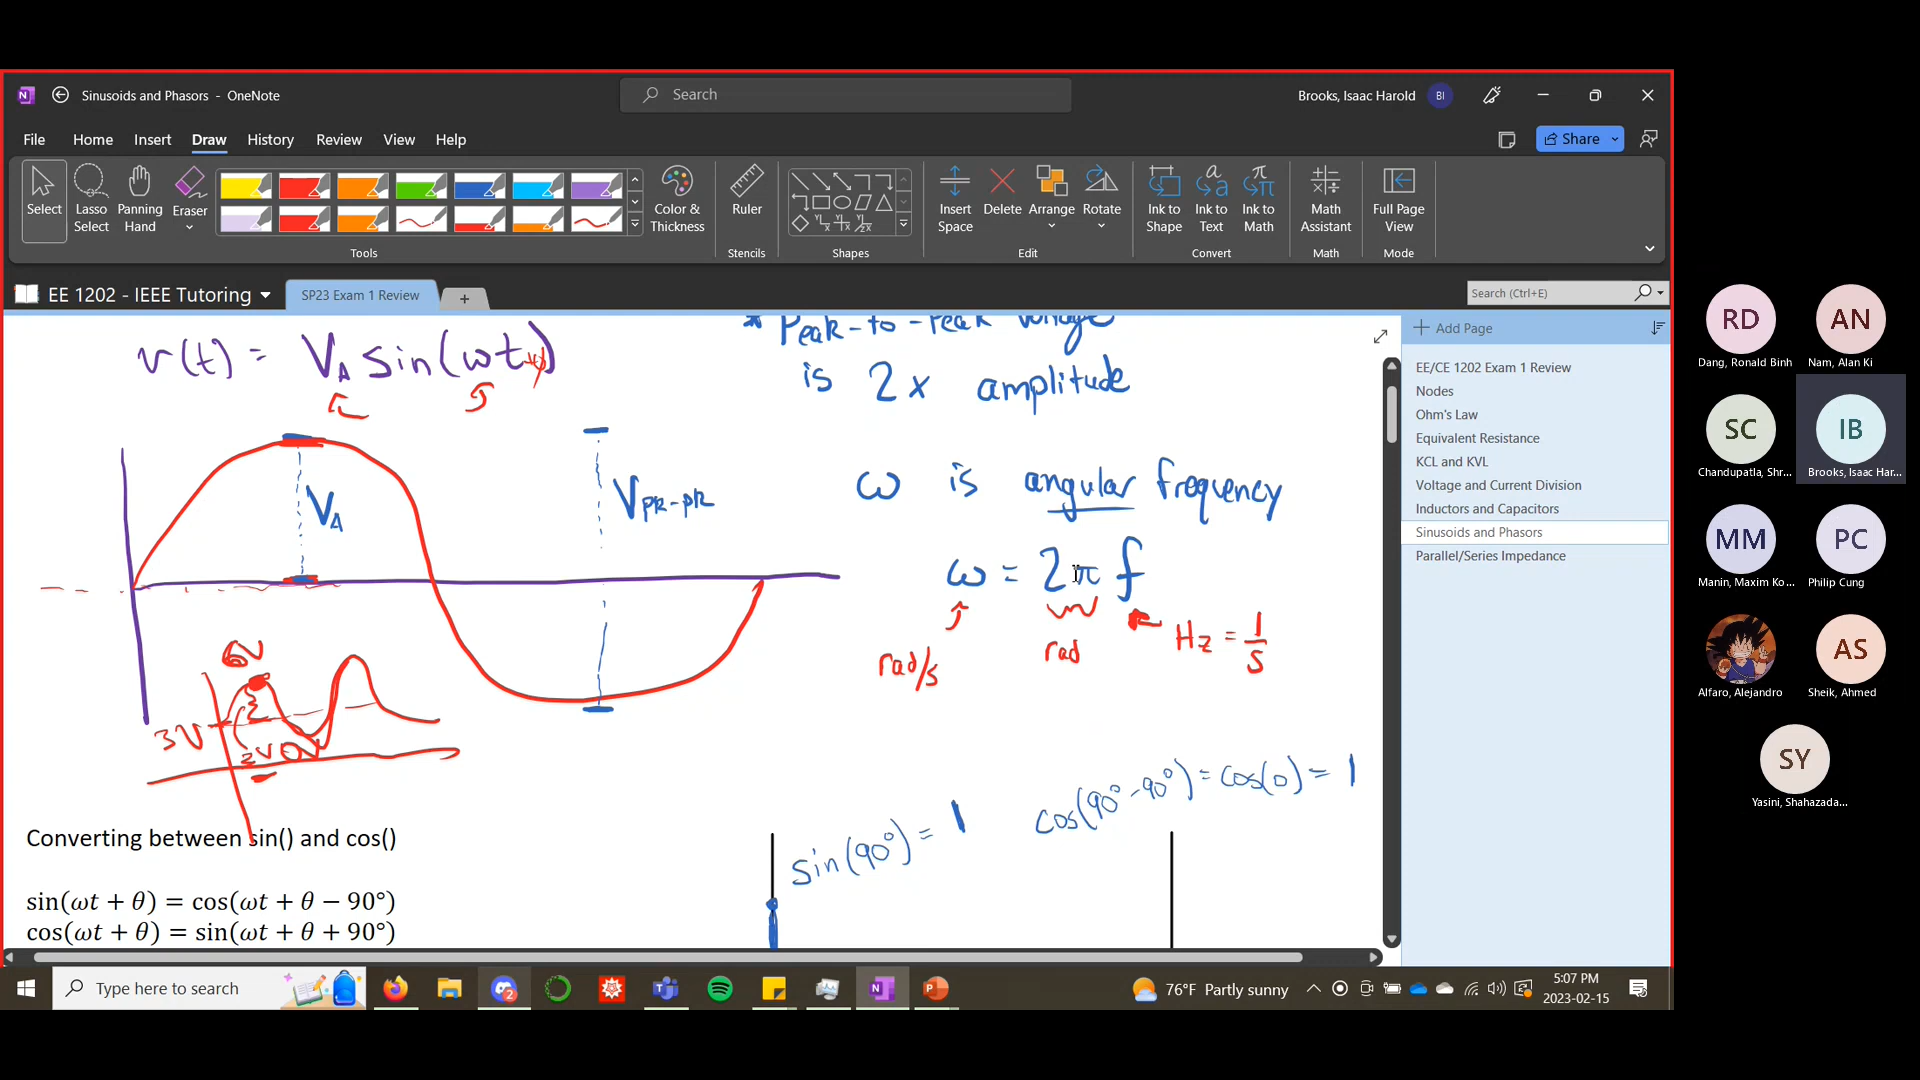 Sinusoids and Phasors - OneNote
Search
Brooks, Isaac Harold
BI
File Home Insert Draw History Review View Help
Share
Select
Lasso Select
Panning Hand
Eraser
Color & Thickness
Ruler
Insert Space
Delete
Arrange
Rotate
Ink to Shape
Ink to Text
Ink to Math
Math Assistant
Full Page View
Tools
Stencils
Shapes
Edit
Convert
Math
Mode
EE 1202 - IEEE Tutoring
SP23 Exam 1 Review
Search (Ctrl+E)
Add Page
EE/CE 1202 Exam 1 Review
Nodes
Ohm's Law
Equivalent Resistance
KCL and KVL
Voltage and Current Division
Inductors and Capacitors
Sinusoids and Phasors
Parallel/Series Impedance
v(t) = V_A sin(ωt+φ)
* Peak-to-Peak voltage
is 2x amplitude
V_A
V_pk-pk
ω is angular frequency
ω = 2π f
rad/s
rad
Hz = 1/s
6V
3V
2V
0V
Converting between sin() and cos()
sin(90°) = 1
cos(90°-90°) = cos(0) = 1
sin(ωt + θ) = cos(ωt + θ − 90°)
cos(ωt + θ) = sin(ωt + θ + 90°)
Type here to search
76°F Partly sunny
5:07 PM
2023-02-15
RD
Dang, Ronald Binh
AN
Nam, Alan Ki
SC
Chandupatla, Shr...
IB
Brooks, Isaac Har...
MM
Manin, Maxim Ko...
PC
Philip Cung
Alfaro, Alejandro
AS
Sheik, Ahmed
SY
Yasini, Shahazada...